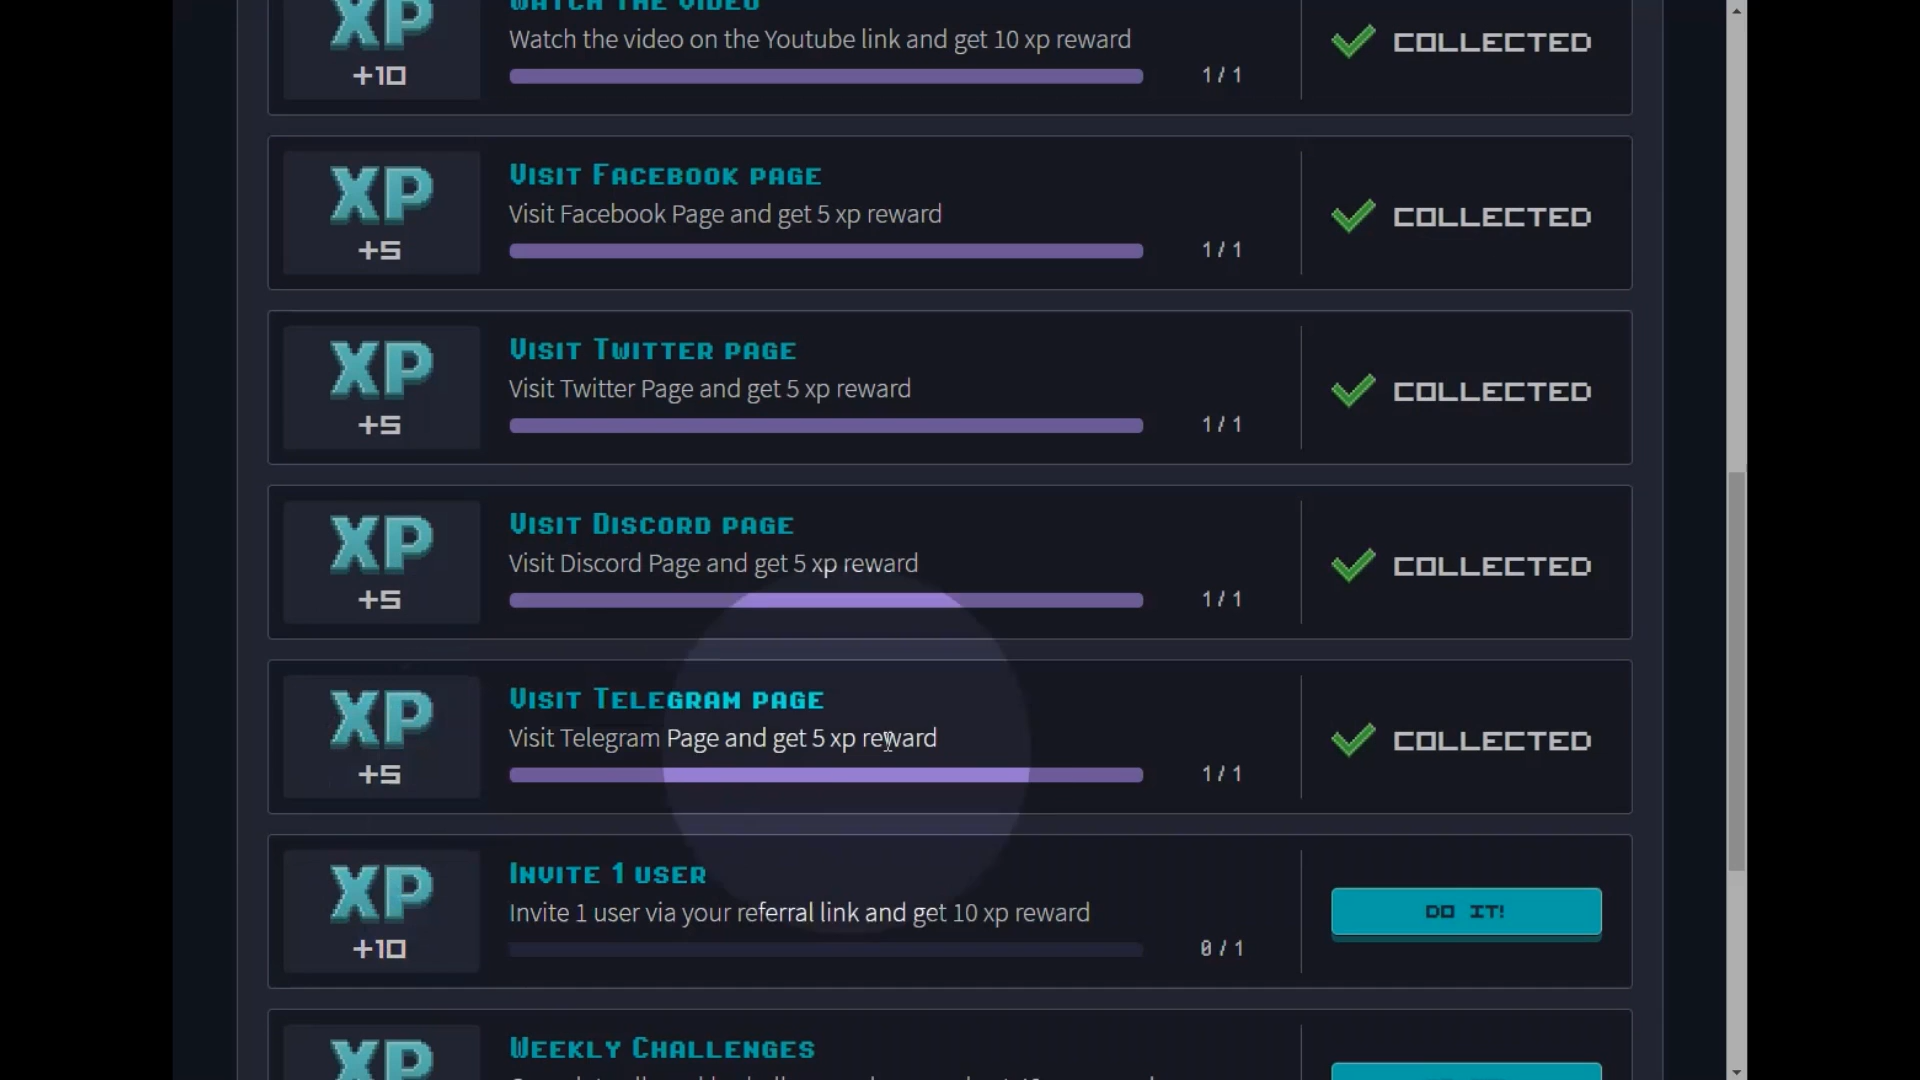 XP
+10
WATCH THE VIDEO
Watch the video on the Youtube link and get 10 xp reward
1 / 1
COLLECTED
XP
+5
VISIT FACEBOOK PAGE
Visit Facebook Page and get 5 xp reward
1 / 1
COLLECTED
XP
+5
VISIT TWITTER PAGE
Visit Twitter Page and get 5 xp reward
1 / 1
COLLECTED
XP
+5
VISIT DISCORD PAGE
Visit Discord Page and get 5 xp reward
1 / 1
COLLECTED
XP
+5
VISIT TELEGRAM PAGE
Visit Telegram Page and get 5 xp reward
1 / 1
COLLECTED
XP
+10
INVITE 1 USER
Invite 1 user via your referral link and get 10 xp reward
0 / 1
DO IT!
XP
WEEKLY CHALLENGES